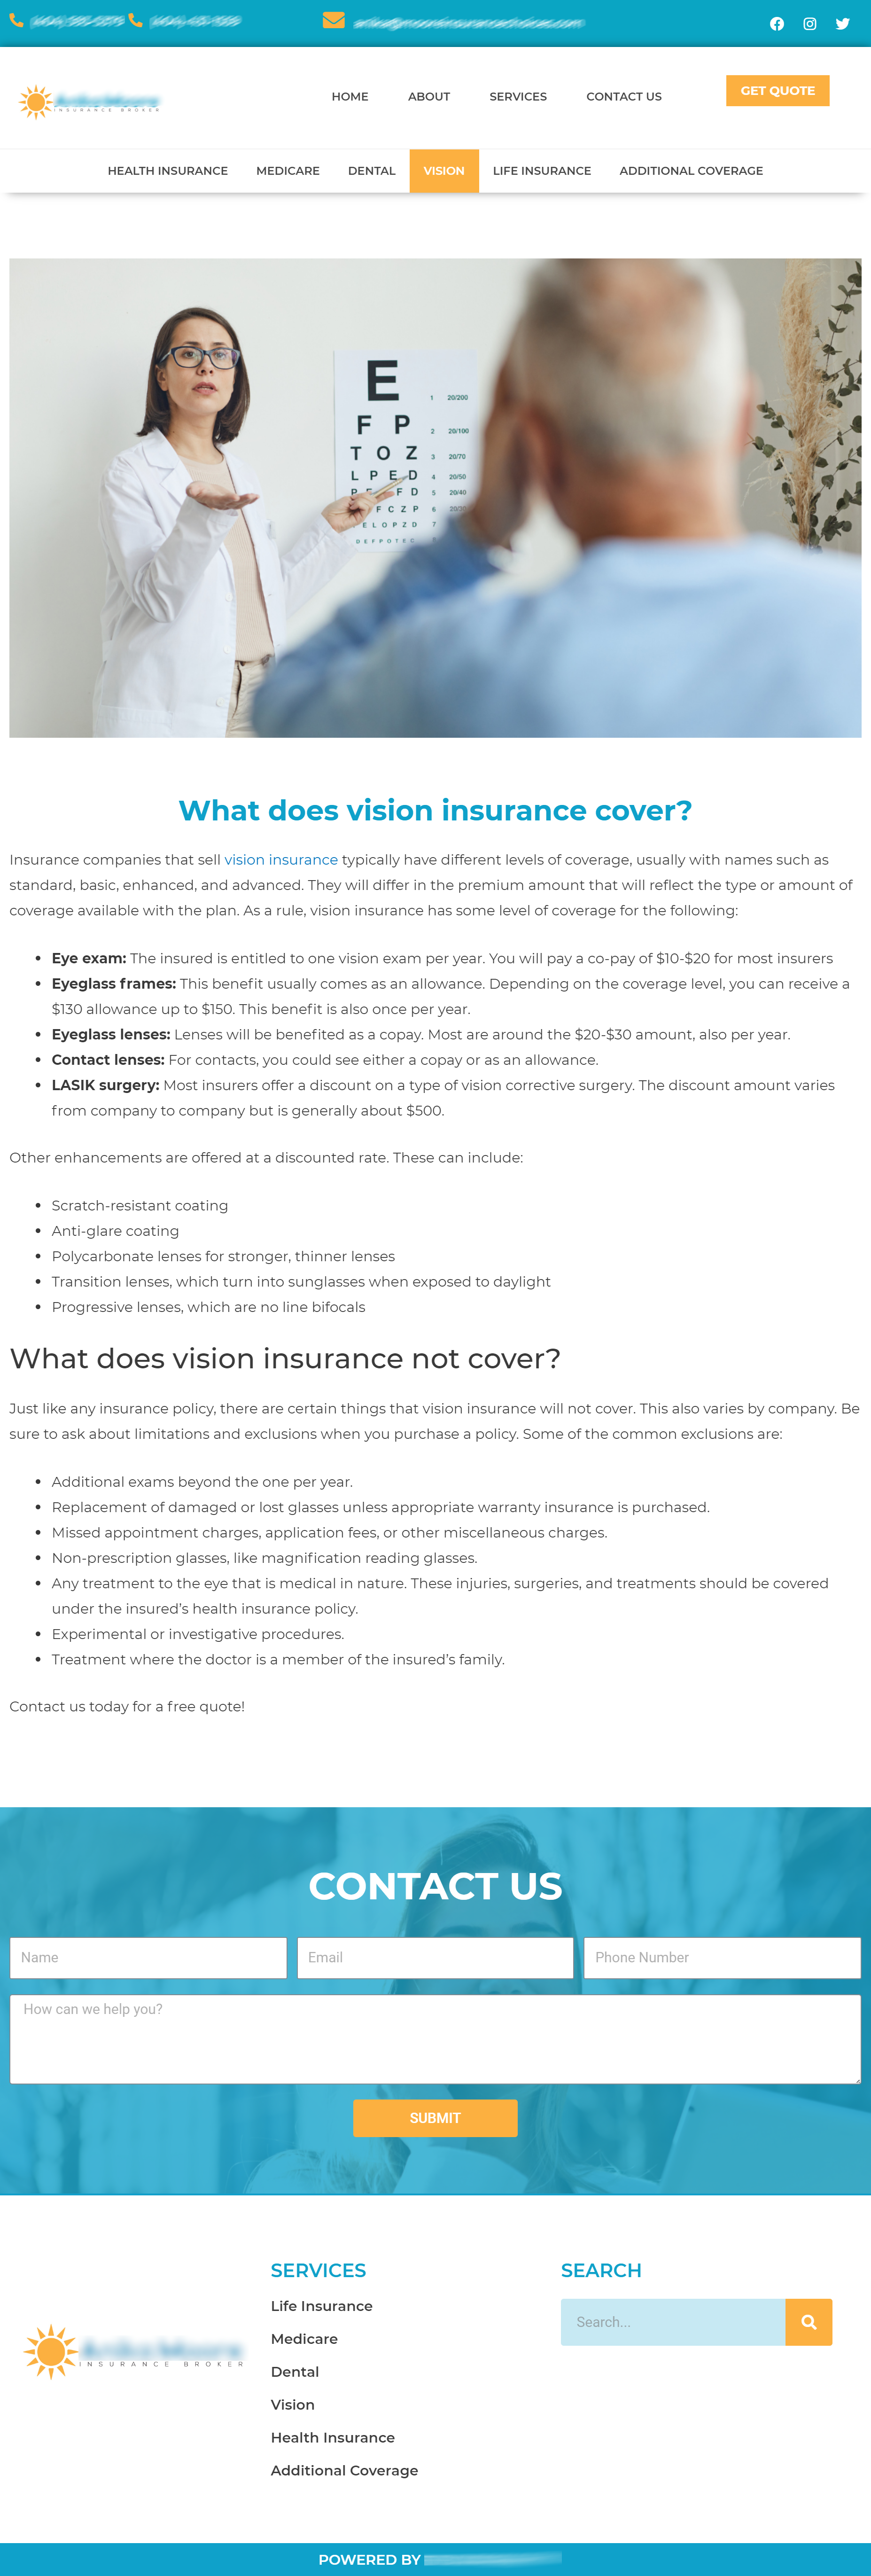 HOME ABOUT SERVICES CONTACT US GET QUOTE
INSURANCE BROKER
HEALTH INSURANCE MEDICARE DENTAL VISION LIFE INSURANCE ADDITIONAL COVERAGE
E 1 20/200
F P 2 20/100
T O Z 3 20/70
L P E D 4 20/50
P F D 5 20/40
F C Z P 6 20/30
E L O P Z D 7
D E F P O T E C 8
What does vision insurance cover?
Insurance companies that sell vision insurance typically have different levels of coverage, usually with names such as
standard, basic, enhanced, and advanced. They will differ in the premium amount that will reflect the type or amount of
coverage available with the plan. As a rule, vision insurance has some level of coverage for the following:
• Eye exam: The insured is entitled to one vision exam per year. You will pay a co-pay of $10-$20 for most insurers
• Eyeglass frames: This benefit usually comes as an allowance. Depending on the coverage level, you can receive a
$130 allowance up to $150. This benefit is also once per year.
• Eyeglass lenses: Lenses will be benefited as a copay. Most are around the $20-$30 amount, also per year.
• Contact lenses: For contacts, you could see either a copay or as an allowance.
• LASIK surgery: Most insurers offer a discount on a type of vision corrective surgery. The discount amount varies
from company to company but is generally about $500.
Other enhancements are offered at a discounted rate. These can include:
• Scratch-resistant coating
• Anti-glare coating
• Polycarbonate lenses for stronger, thinner lenses
• Transition lenses, which turn into sunglasses when exposed to daylight
• Progressive lenses, which are no line bifocals
What does vision insurance not cover?
Just like any insurance policy, there are certain things that vision insurance will not cover. This also varies by company. Be
sure to ask about limitations and exclusions when you purchase a policy. Some of the common exclusions are:
• Additional exams beyond the one per year.
• Replacement of damaged or lost glasses unless appropriate warranty insurance is purchased.
• Missed appointment charges, application fees, or other miscellaneous charges.
• Non-prescription glasses, like magnification reading glasses.
• Any treatment to the eye that is medical in nature. These injuries, surgeries, and treatments should be covered
under the insured’s health insurance policy.
• Experimental or investigative procedures.
• Treatment where the doctor is a member of the insured’s family.
Contact us today for a free quote!
CONTACT US
Name Email Phone Number
How can we help you?
SUBMIT
INSURANCE BROKER
SERVICES
Life Insurance
Medicare
Dental
Vision
Health Insurance
Additional Coverage
SEARCH
Search...
POWERED BY